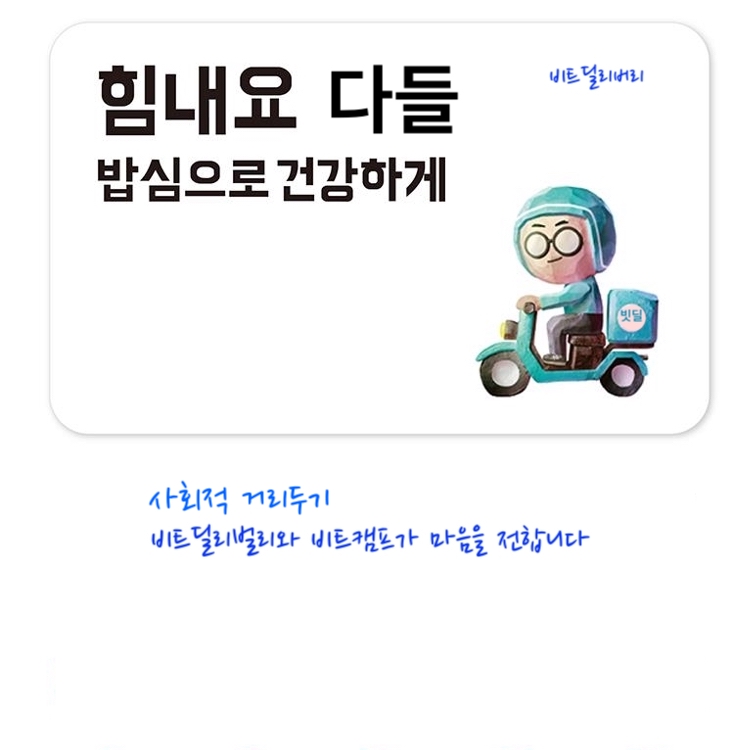 힘내요 다들
비트딜리버리
밥심으로 건강하게
빗딜
사회적 거리두기
비트딜리벌리와 비트캠프가 마음을 전합니다